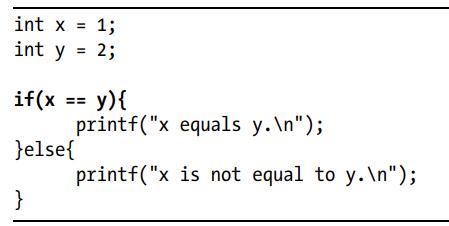 int x = 1;
int y = 2;

if(x == y){
      printf("x equals y.\n");
}else{
      printf("x is not equal to y.\n");
}